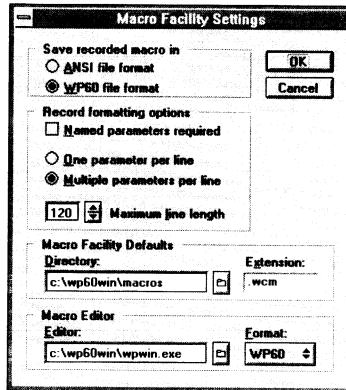 Macro Facility Settings
Save recorded macro in
ANSI file format
WP60 file format
OK
Cancel
Record formatting options
Named parameters required
One parameter per line
Multiple parameters per line
120 Maximum line length
Macro Facility Defaults
Directory: Extension:
c:\wp60win\macros .wcm
Macro Editor
Editor: Format:
c:\wp60win\wpwin.exe WP60